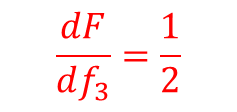 dF/df₃ = 1/2